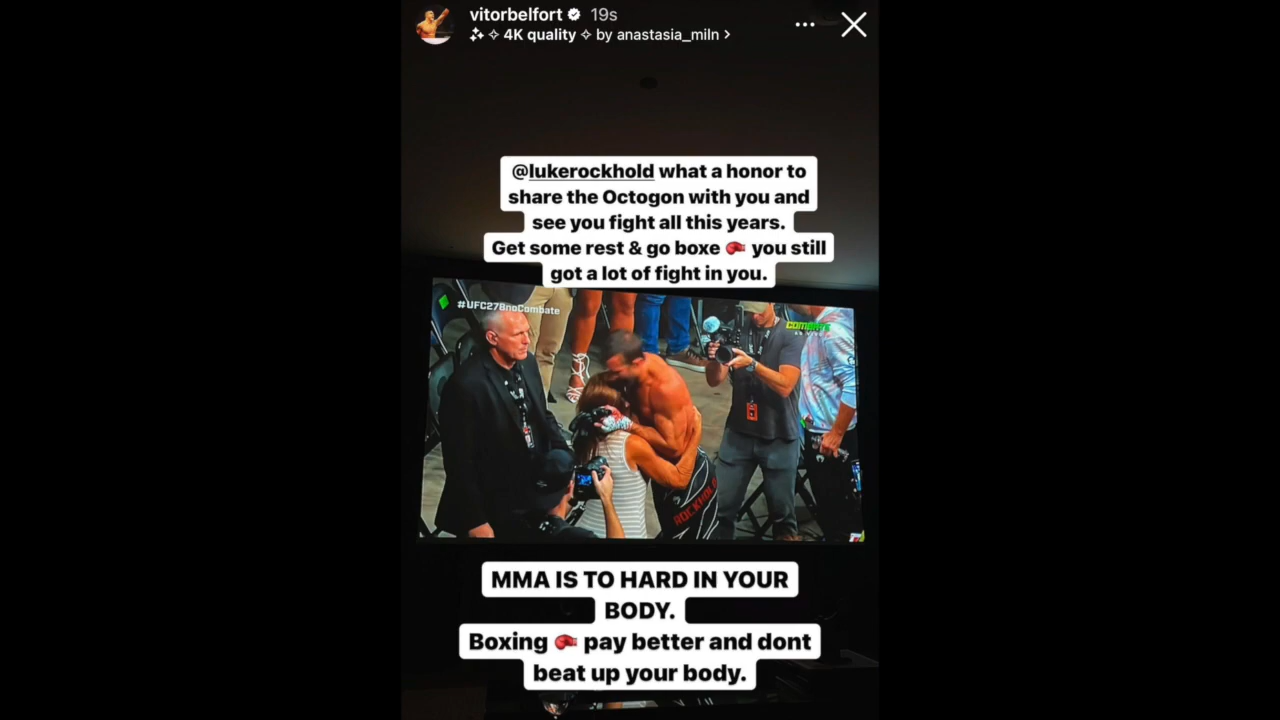 vitorbelfort 19s
4K quality by anastasia_miln >
@lukerockhold what a honor to
share the Octogon with you and
see you fight all this years.
Get some rest & go boxe 🥊 you still
got a lot of fight in you.
#UFC278noCombate
COMBATE
ROCKHOLD
MMA IS TO HARD IN YOUR
BODY.
Boxing 🥊 pay better and dont
beat up your body.